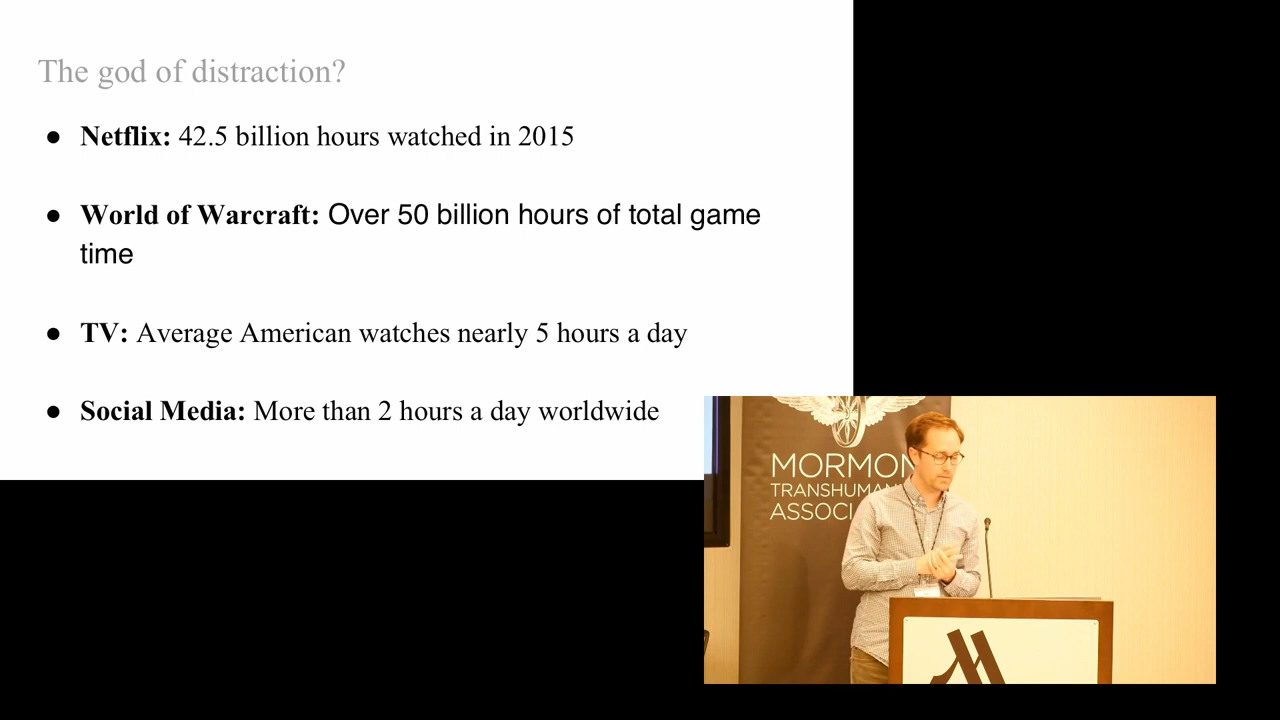 The god of distraction?
● Netflix: 42.5 billion hours watched in 2015
● World of Warcraft: Over 50 billion hours of total game
time
● TV: Average American watches nearly 5 hours a day
● Social Media: More than 2 hours a day worldwide
MORMON
TRANSHUMA
ASSOCI